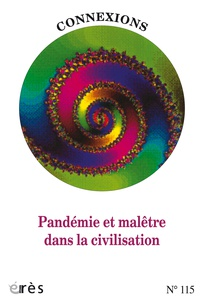 CONNEXIONS
Pandémie et malêtre
dans la civilisation
érès
N° 115